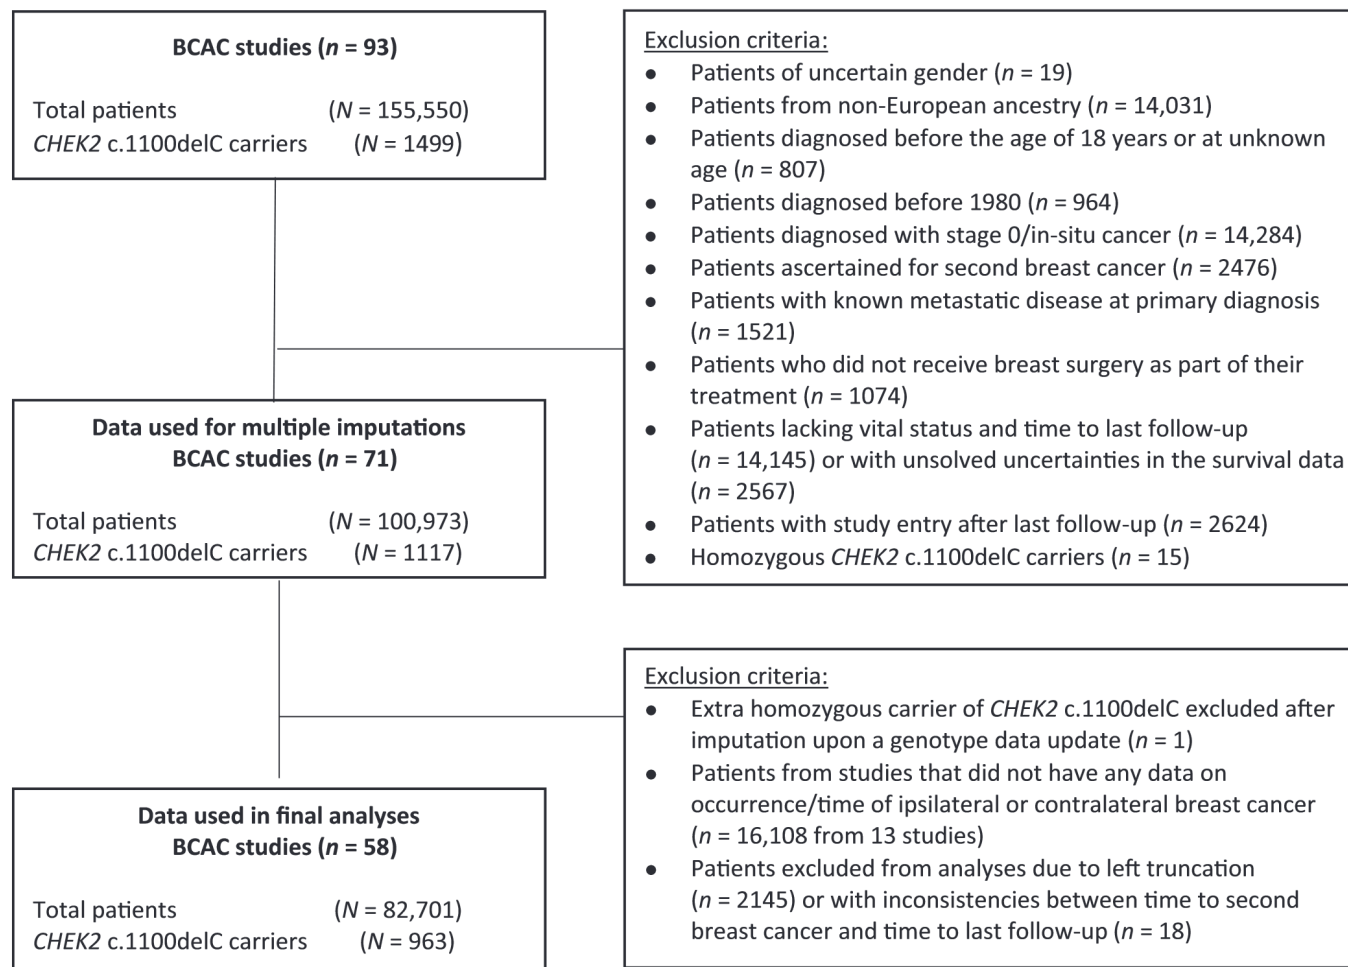 BCAC studies (n = 93)
Total patients (N = 155,550)
CHEK2 c.1100delC carriers (N = 1499)
Exclusion criteria:
● Patients of uncertain gender (n = 19)
● Patients from non-European ancestry (n = 14,031)
● Patients diagnosed before the age of 18 years or at unknown
age (n = 807)
● Patients diagnosed before 1980 (n = 964)
● Patients diagnosed with stage 0/in-situ cancer (n = 14,284)
● Patients ascertained for second breast cancer (n = 2476)
● Patients with known metastatic disease at primary diagnosis
(n = 1521)
● Patients who did not receive breast surgery as part of their
treatment (n = 1074)
● Patients lacking vital status and time to last follow-up
(n = 14,145) or with unsolved uncertainties in the survival data
(n = 2567)
● Patients with study entry after last follow-up (n = 2624)
● Homozygous CHEK2 c.1100delC carriers (n = 15)
Data used for multiple imputations
BCAC studies (n = 71)
Total patients (N = 100,973)
CHEK2 c.1100delC carriers (N = 1117)
Exclusion criteria:
● Extra homozygous carrier of CHEK2 c.1100delC excluded after
imputation upon a genotype data update (n = 1)
● Patients from studies that did not have any data on
occurrence/time of ipsilateral or contralateral breast cancer
(n = 16,108 from 13 studies)
● Patients excluded from analyses due to left truncation
(n = 2145) or with inconsistencies between time to second
breast cancer and time to last follow-up (n = 18)
Data used in final analyses
BCAC studies (n = 58)
Total patients (N = 82,701)
CHEK2 c.1100delC carriers (N = 963)